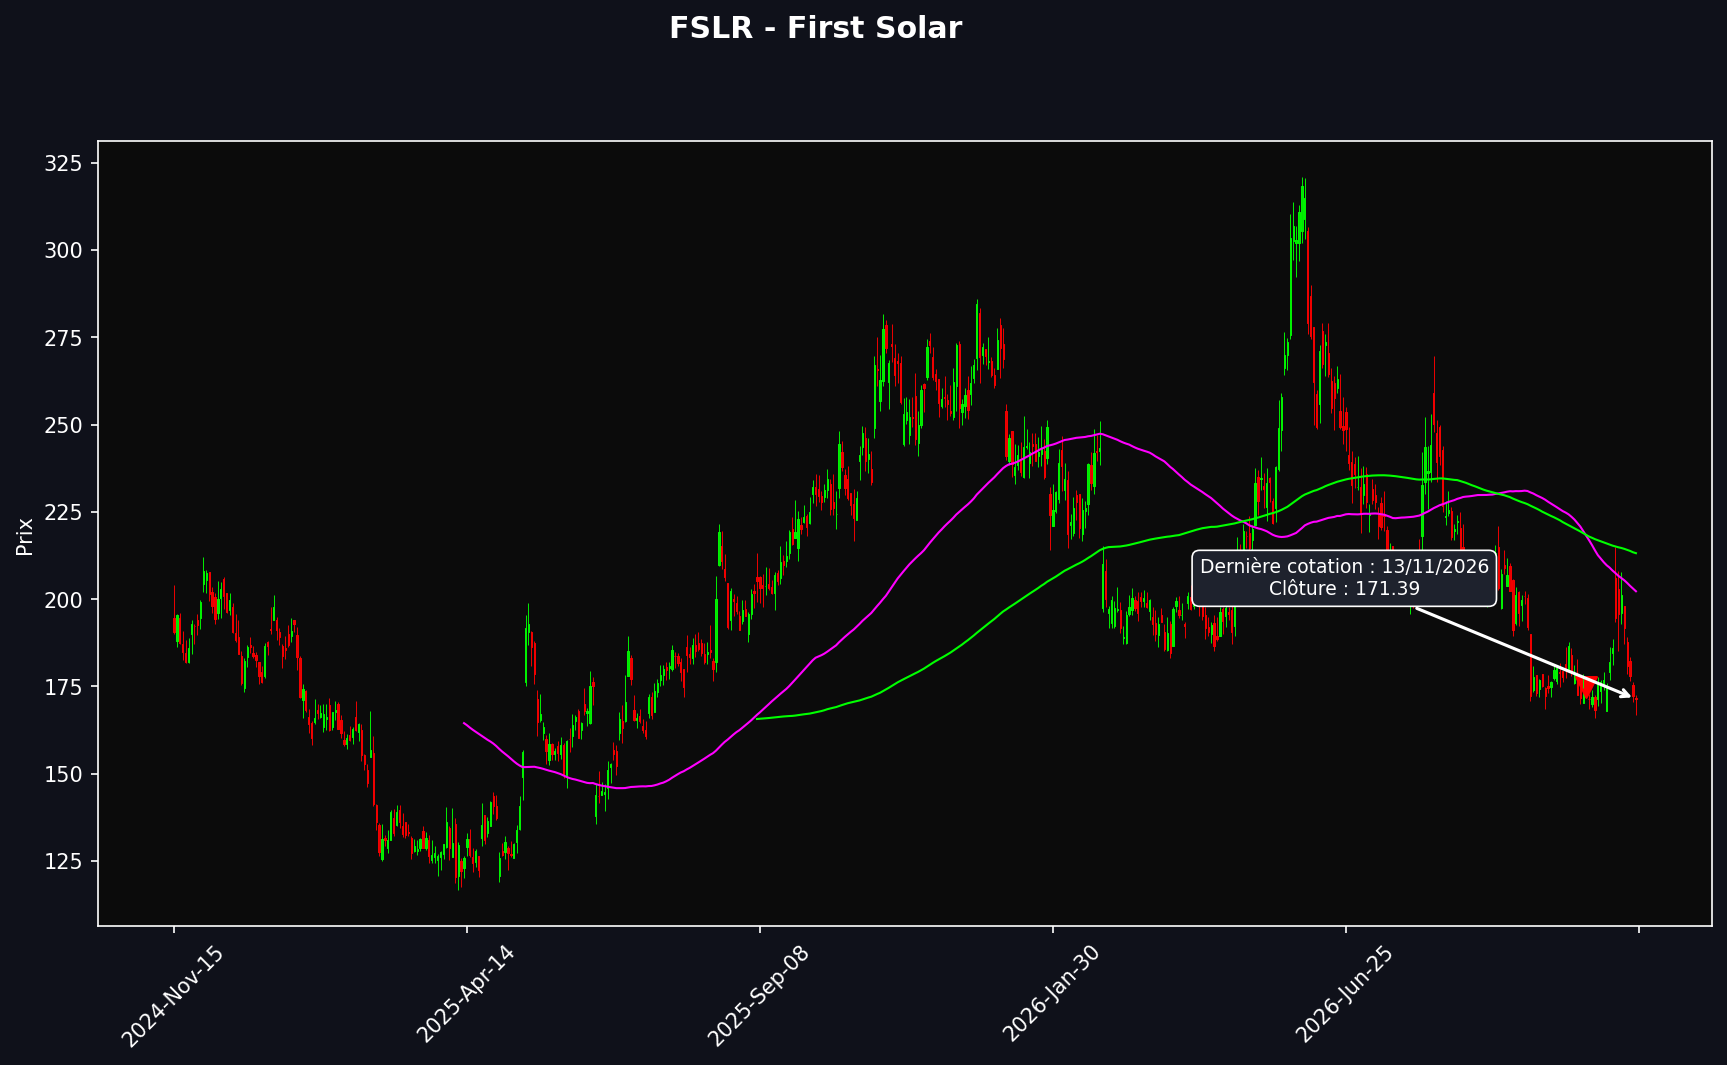 FSLR - First Solar
Prix
325
300
275
250
225
200
175
150
125
Dernière cotation : 13/11/2026
Clôture : 171.39
2024-Nov-15
2025-Apr-14
2025-Sep-08
2026-Jan-30
2026-Jun-25